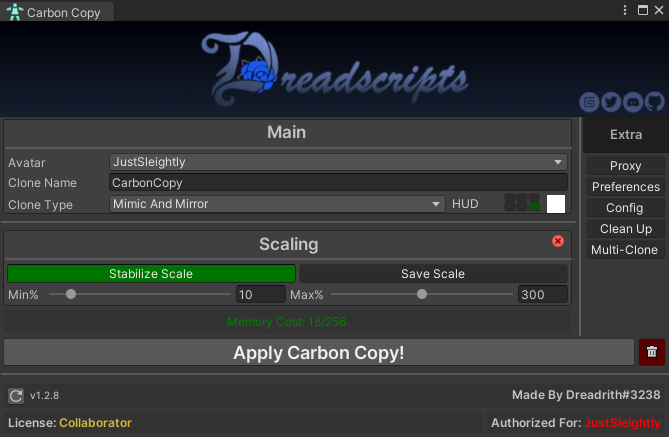 Carbon Copy
Dreadscripts
Main
Extra
Avatar JustSleightly
Clone Name CarbonCopy
Clone Type Mimic And Mirror HUD
Proxy
Preferences
Config
Clean Up
Multi-Clone
Scaling
Stabilize Scale Save Scale
Min% 10 Max% 300
Memory Cost: 18/256
Apply Carbon Copy!
v1.2.8 Made By Dreadrith#3238
License: Collaborator Authorized For: JustSleightly